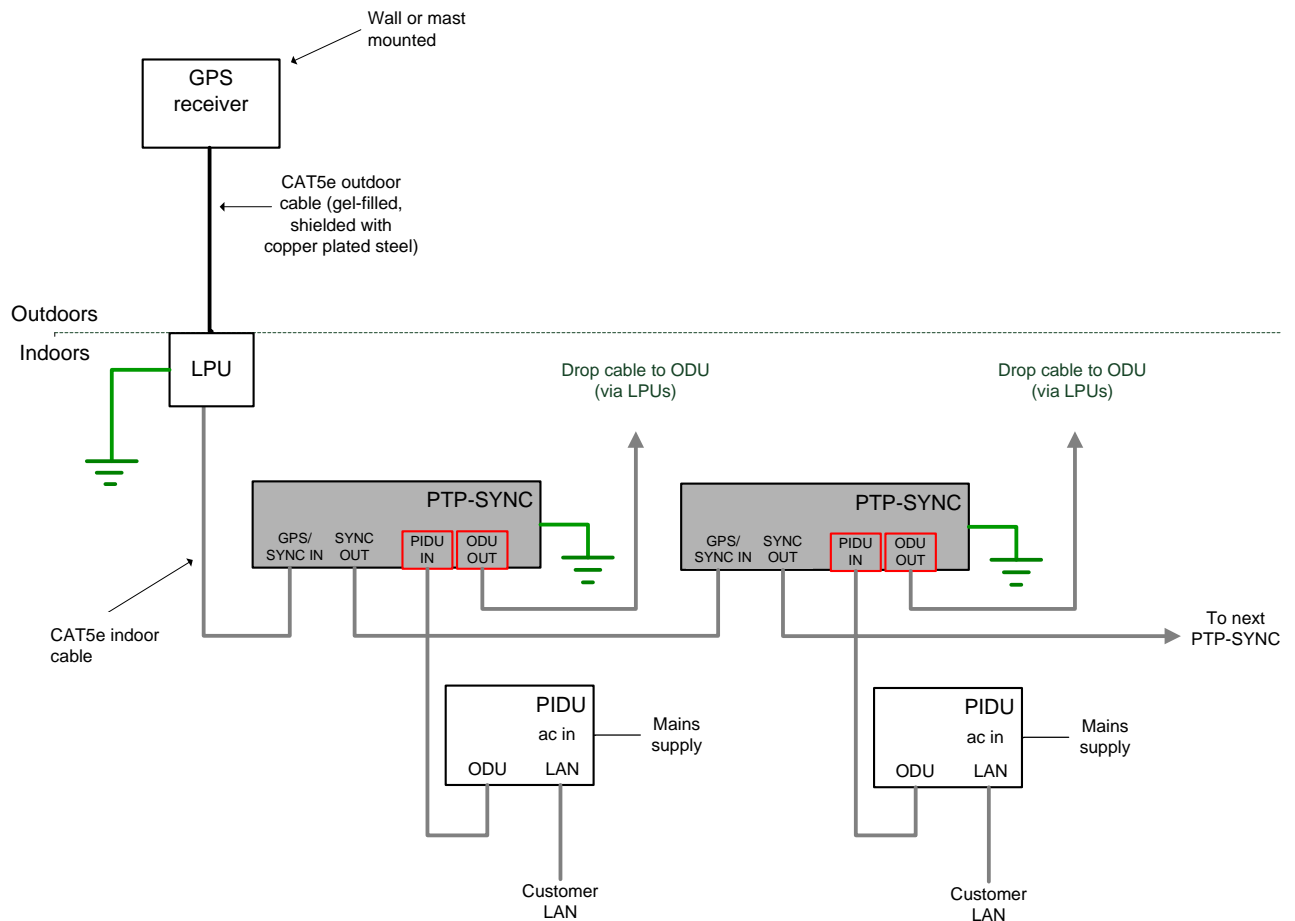 Wall or mast
mounted
GPS
receiver
CAT5e outdoor
cable (gel-filled,
shielded with
copper plated steel)
Outdoors
Indoors
LPU
Drop cable to ODU
(via LPUs)
Drop cable to ODU
(via LPUs)
PTP-SYNC
GPS/
SYNC IN
SYNC
OUT
PIDU
IN
ODU
OUT
PTP-SYNC
GPS/
SYNC IN
SYNC
OUT
PIDU
IN
ODU
OUT
CAT5e indoor
cable
To next
PTP-SYNC
PIDU
ac in
ODU LAN
Mains
supply
PIDU
ac in
ODU LAN
Mains
supply
Customer
LAN
Customer
LAN